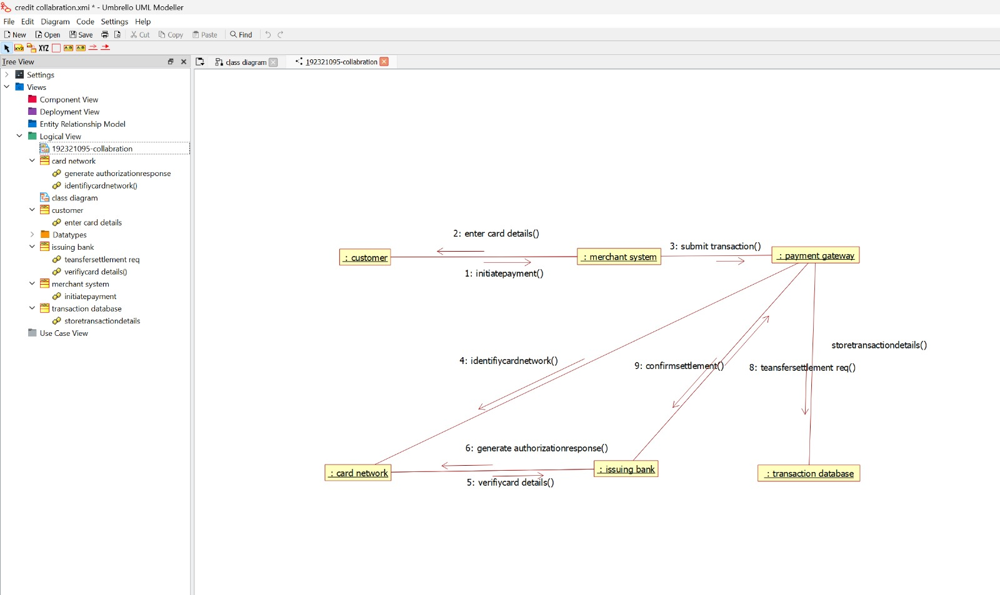 credit collabration.xmi * - Umbrello UML Modeller
File Edit Diagram Code Settings Help
New Open Save Cut Copy Paste Find
XYZ XYZ A:B A:B
Tree View
class diagram 192321095-collabration
Settings
Views
Component View
Deployment View
Entity Relationship Model
Logical View
192321095-collabration
card network
generate authorizationresponse
identifiycardnetwork()
class diagram
customer
enter card details
Datatypes
issuing bank
teansfersettlement req
verifiycard details()
merchant system
initiatepayment
transaction database
storetransactiondetails
Use Case View
2: enter card details()
3: submit transaction()
: customer
: merchant system
: payment gateway
1: initiatepayment()
storetransactiondetails()
4: identifiycardnetwork()
9: confirmsettlement()
8: teansfersettlement req()
6: generate authorizationresponse()
: card network
: issuing bank
: transaction database
5: verifiycard details()